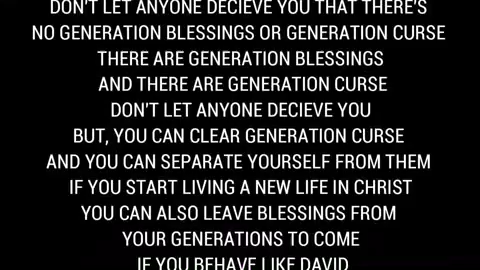 DON'T LET ANYONE DECIEVE YOU THAT THERE'S
NO GENERATION BLESSINGS OR GENERATION CURSE
THERE ARE GENERATION BLESSINGS
AND THERE ARE GENERATION CURSE
DON'T LET ANYONE DECIEVE YOU
BUT, YOU CAN CLEAR GENERATION CURSE
AND YOU CAN SEPARATE YOURSELF FROM THEM
IF YOU START LIVING A NEW LIFE IN CHRIST
YOU CAN ALSO LEAVE BLESSINGS FROM
YOUR GENERATIONS TO COME
IF YOU BEHAVE LIKE DAVID